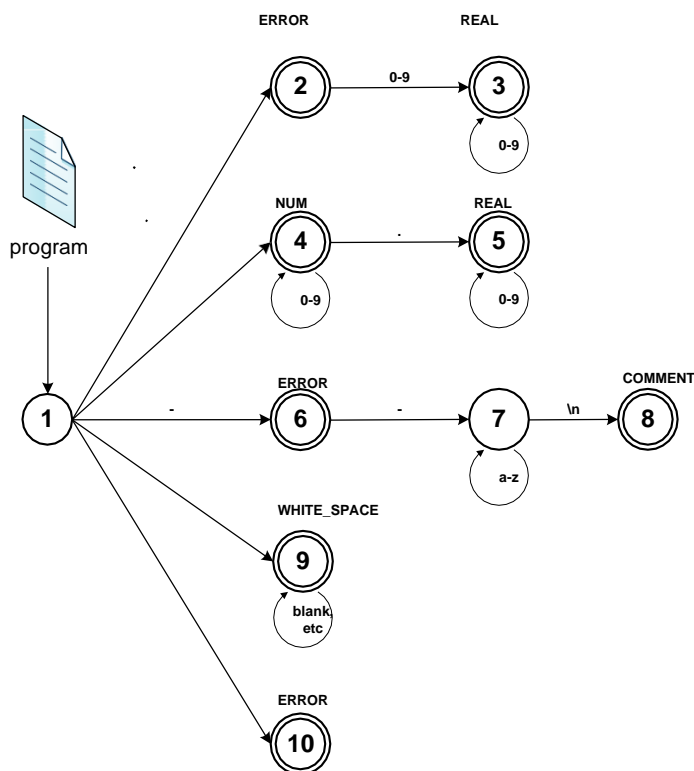 ERROR REAL
2 0-9 3
0-9
.
program
.
NUM REAL
4 . 5
0-9 0-9
ERROR COMMENT
1 - 6 - 7 \n 8
a-z
WHITE_SPACE
9
blank,
etc
ERROR
10